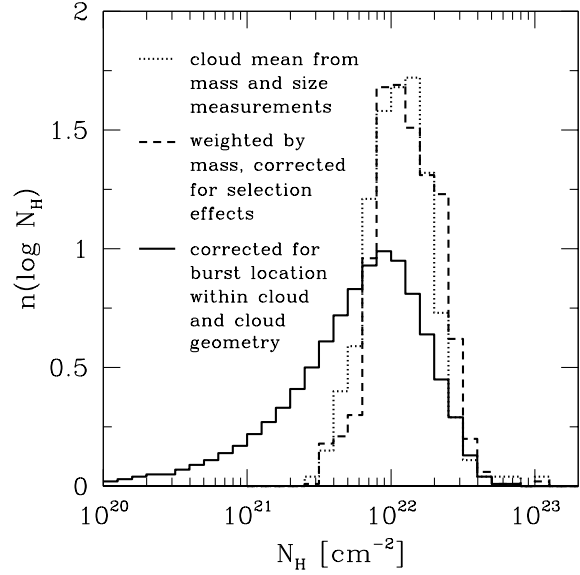 2
1.5
1
0.5
0
n(log N_H)
cloud mean from
mass and size
measurements
weighted by
mass, corrected
for selection
effects
corrected for
burst location
within cloud
and cloud
geometry
10^20
10^21
10^22
10^23
N_H [cm^−2]